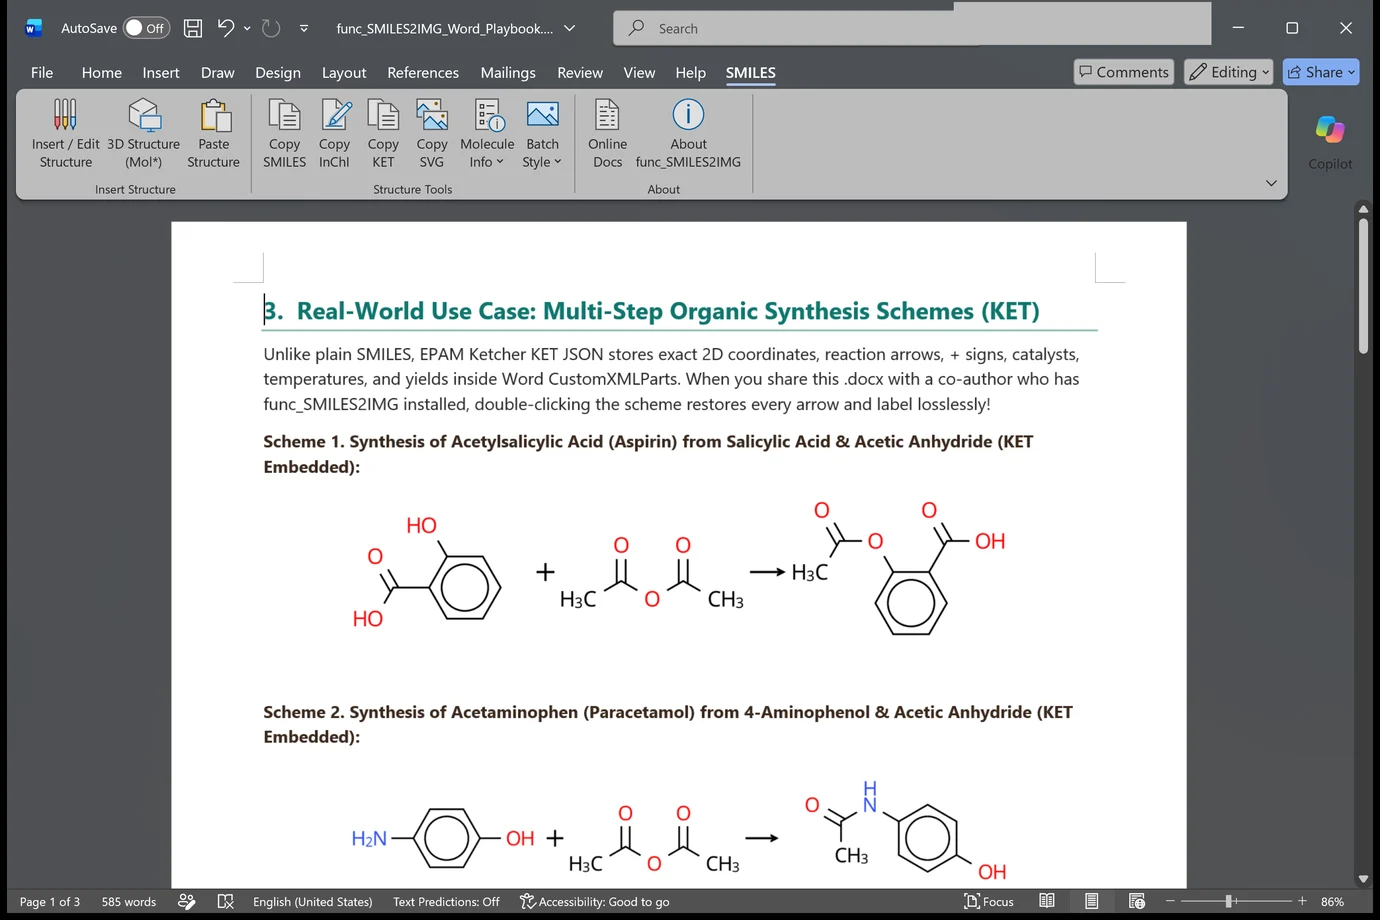 AutoSave Off func_SMILES2IMG_Word_Playbook.... Search
File Home Insert Draw Design Layout References Mailings Review View Help SMILES Comments Editing Share
Insert / Edit Structure
3D Structure (Mol*)
Paste Structure
Copy SMILES
Copy InChI
Copy KET
Copy SVG
Molecule Info
Batch Style
Online Docs
About func_SMILES2IMG
Copilot
Insert Structure Structure Tools About
3. Real-World Use Case: Multi-Step Organic Synthesis Schemes (KET)
Unlike plain SMILES, EPAM Ketcher KET JSON stores exact 2D coordinates, reaction arrows, + signs, catalysts,
temperatures, and yields inside Word CustomXMLParts. When you share this .docx with a co-author who has
func_SMILES2IMG installed, double-clicking the scheme restores every arrow and label losslessly!
Scheme 1. Synthesis of Acetylsalicylic Acid (Aspirin) from Salicylic Acid & Acetic Anhydride (KET
Embedded):
HO O HO + O O H3C O CH3 O O O OH H3C
Scheme 2. Synthesis of Acetaminophen (Paracetamol) from 4-Aminophenol & Acetic Anhydride (KET
Embedded):
H2N OH + O O H3C O CH3 O H N CH3 OH
Page 1 of 3 585 words English (United States) Text Predictions: Off Accessibility: Good to go Focus 86%